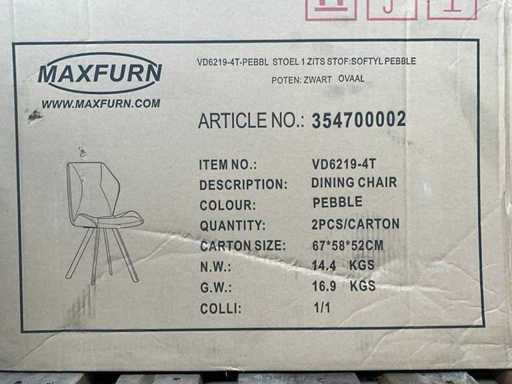 VD6219-4T-PEBBL STOEL 1 ZITS STOF:SOFTYL PEBBLE
POTEN: ZWART OVAAL
MAXFURN
WWW.MAXFURN.COM
ARTICLE NO.: 354700002
ITEM NO.: VD6219-4T
DESCRIPTION: DINING CHAIR
COLOUR: PEBBLE
QUANTITY: 2PCS/CARTON
CARTON SIZE: 67*58*52CM
N.W.: 14.4 KGS
G.W.: 16.9 KGS
COLLI: 1/1